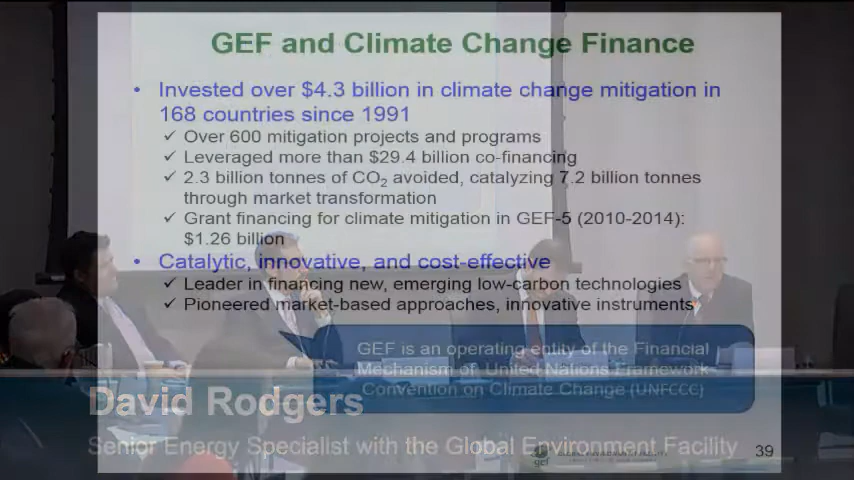 GEF and Climate Change Finance
• Invested over $4.3 billion in climate change mitigation in
168 countries since 1991
✓ Over 600 mitigation projects and programs
✓ Leveraged more than $29.4 billion co-financing
✓ 2.3 billion tonnes of CO₂ avoided, catalyzing 7.2 billion tonnes
through market transformation
✓ Grant financing for climate mitigation in GEF-5 (2010-2014):
$1.26 billion
• Catalytic, innovative, and cost-effective
✓ Leader in financing new, emerging low-carbon technologies
✓ Pioneered market-based approaches, innovative instruments
GEF is an operating entity of the Financial
Mechanism of United Nations Framework
Convention on Climate Change (UNFCCC)
David Rodgers
Senior Energy Specialist with the Global Environment Facility
gef
39